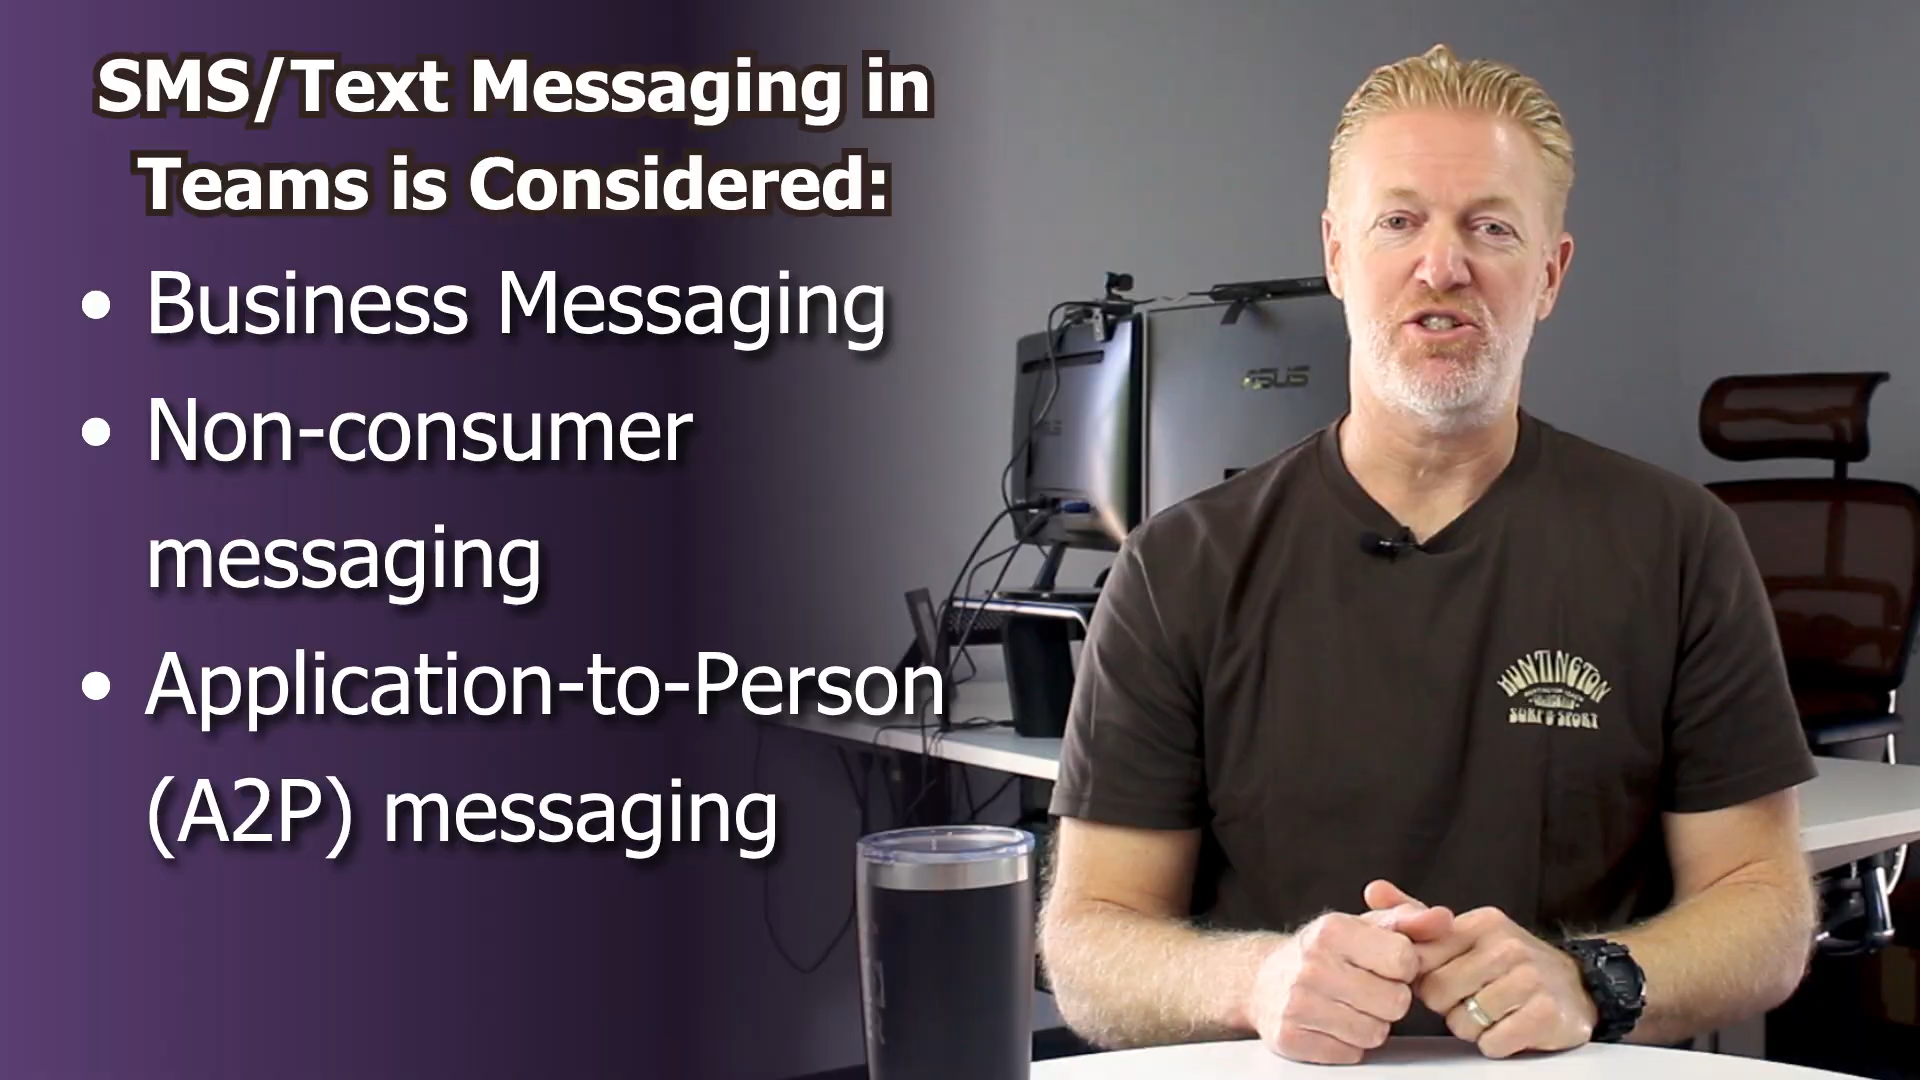 SMS/Text Messaging in
Teams is Considered:
• Business Messaging
• Non-consumer
messaging
• Application-to-Person
(A2P) messaging
ASUS
HUNTINGTON
SURF & SPORT